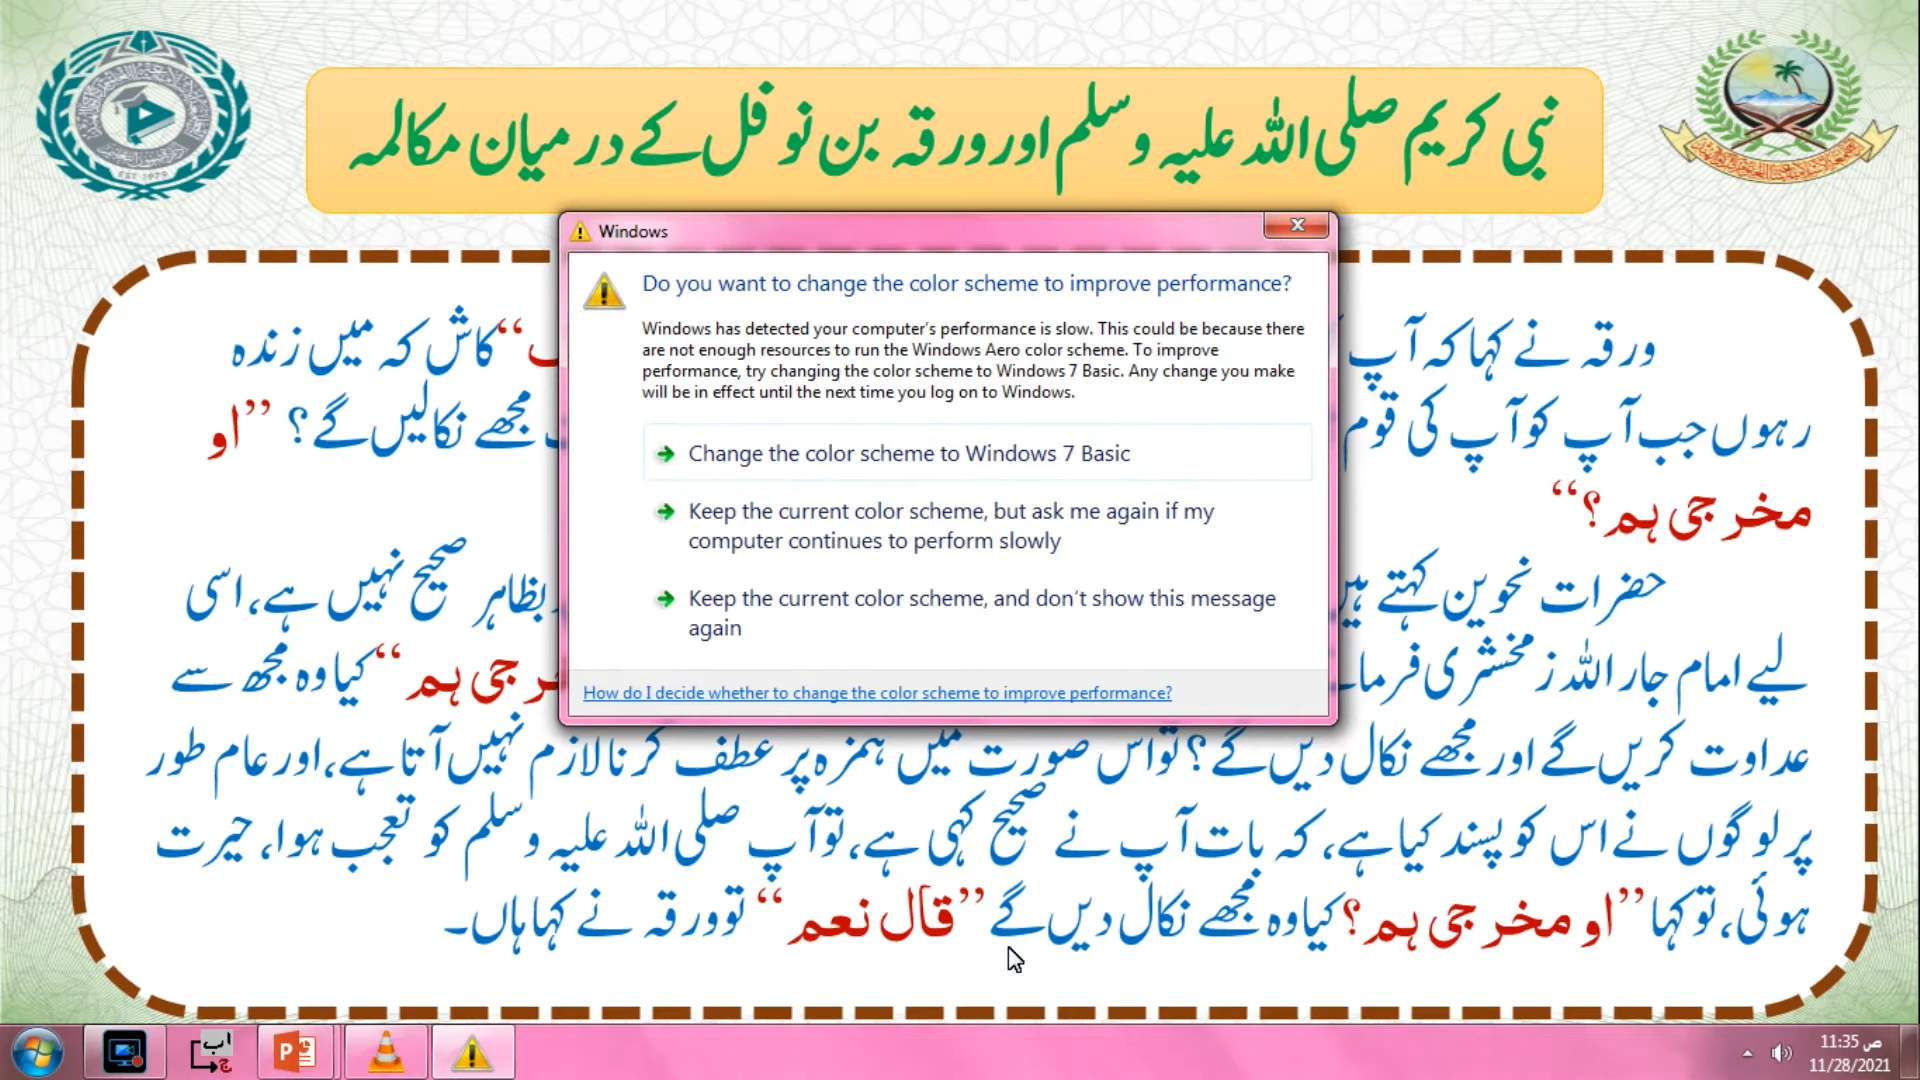 نبی کریم صلی اللہ علیہ وسلم اور ورقہ بن نوفل کے درمیان مکالمہ
Windows
Do you want to change the color scheme to improve performance?
Windows has detected your computer's performance is slow. This could be because there
are not enough resources to run the Windows Aero color scheme. To improve
performance, try changing the color scheme to Windows 7 Basic. Any change you make
will be in effect until the next time you log on to Windows.
Change the color scheme to Windows 7 Basic
Keep the current color scheme, but ask me again if my
computer continues to perform slowly
Keep the current color scheme, and don't show this message
again
How do I decide whether to change the color scheme to improve performance?
ورقہ نے کہا کہ آپ “کاش کہ میں زندہ
رہوں جب آپ کو آپ کی قوم مجھے نکالیں گے؟ ”او
مخرجی ہم؟“
حضرات نحوین کہتے بظاہر صحیح نہیں ہے، اسی
لیے امام جار اللہ زمخشری جی ہم“ کیا وہ مجھ سے
عداوت کریں گے اور مجھے نکال دیں گے؟ تو اس صورت میں ہمزہ پر عطف کرنا لازم نہیں آتا ہے، اور عام طور
پر لوگوں نے اس کو پسند کیا ہے، کہ بات آپ نے صحیح کہی ہے، تو آپ صلی اللہ علیہ وسلم کو تعجب ہوا، حیرت
ہوئی، تو کہا ”او مخرجی ہم؟ کیا وہ مجھے نکال دیں گے ”قال نعم“ تو ورقہ نے کہا ہاں۔
EST 1979
11:35 ص
11/28/2021